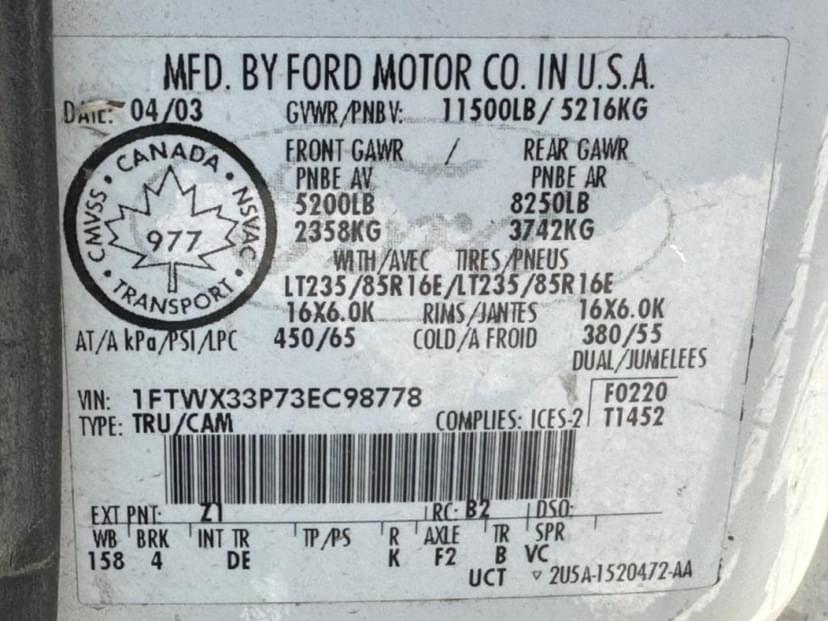 MFD. BY FORD MOTOR CO. IN U.S.A.
DATE: 04/03 GVWR/PNBV: 11500LB/ 5216KG
FRONT GAWR / REAR GAWR
PNBE AV PNBE AR
5200LB 8250LB
2358KG 3742KG
WITH/AVEC TIRES/PNEUS
LT235/85R16E/LT235/85R16E
16X6.0K RIMS/JANTES 16X6.0K
AT/A kPa/PSI/LPC 450/65 COLD/A FROID 380/55
DUAL/JUMELEES
CANADA
CMVSS • NSVAC
977
TRANSPORT
VIN: 1FTWX33P73EC98778 F0220
TYPE: TRU/CAM COMPLIES: ICES-2 T1452
EXT PNT: Z1 RC: B2 DSO:
WB BRK INT TR TP/PS R AXLE TR SPR
158 4 DE K F2 B VC
UCT ▿ 2U5A-1520472-AA